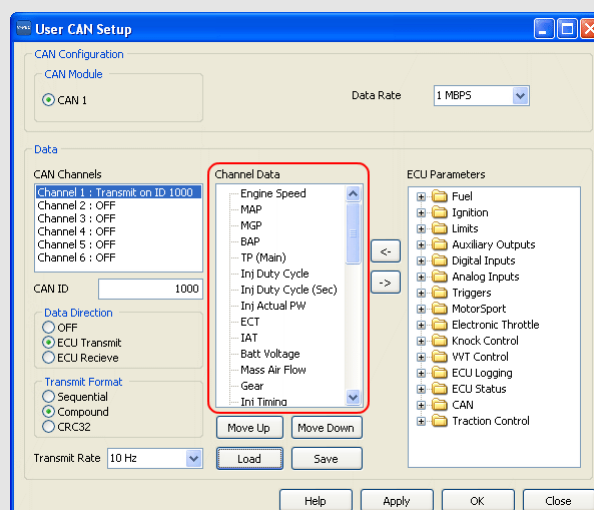 User CAN Setup
CAN Configuration
CAN Module
CAN 1
Data Rate
1 MBPS
Data
CAN Channels
Channel 1 : Transmit on ID 1000
Channel 2 : OFF
Channel 3 : OFF
Channel 4 : OFF
Channel 5 : OFF
Channel 6 : OFF
CAN ID
1000
Data Direction
OFF
ECU Transmit
ECU Recieve
Transmit Format
Sequential
Compound
CRC32
Transmit Rate
10 Hz
Channel Data
Engine Speed
MAP
MGP
BAP
TP (Main)
Inj Duty Cycle
Inj Duty Cycle (Sec)
Inj Actual PW
ECT
IAT
Batt Voltage
Mass Air Flow
Gear
Inj Timing
Move Up
Move Down
Load
Save
<-
->
ECU Parameters
Fuel
Ignition
Limits
Auxiliary Outputs
Digital Inputs
Analog Inputs
Triggers
MotorSport
Electronic Throttle
Knock Control
VVT Control
ECU Logging
ECU Status
CAN
Traction Control
Help
Apply
OK
Close